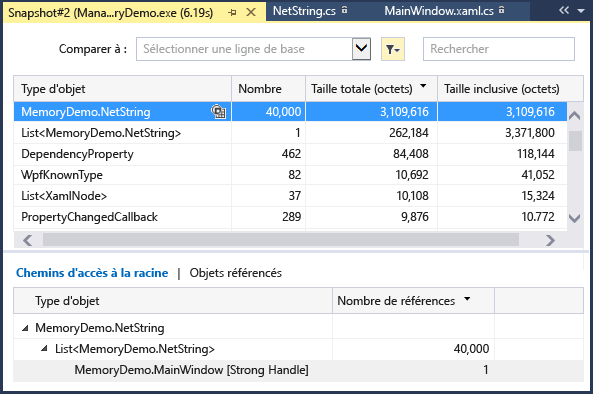 Snapshot#2 (Mana...ryDemo.exe (6.19s) NetString.cs MainWindow.xaml.cs
Comparer à : Sélectionner une ligne de base Rechercher
Type d'objet Nombre Taille totale (octets) Taille inclusive (octets)
MemoryDemo.NetString 40,000 3,109,616 3,109,616
List<MemoryDemo.NetString> 1 262,184 3,371,800
DependencyProperty 462 84,408 118,144
WpfKnownType 82 10,692 41,052
List<XamlNode> 37 10,108 15,324
PropertyChangedCallback 289 9,876 10.772
Chemins d'accès à la racine | Objets référencés
Type d'objet Nombre de références
MemoryDemo.NetString
List<MemoryDemo.NetString> 40,000
MemoryDemo.MainWindow [Strong Handle] 1